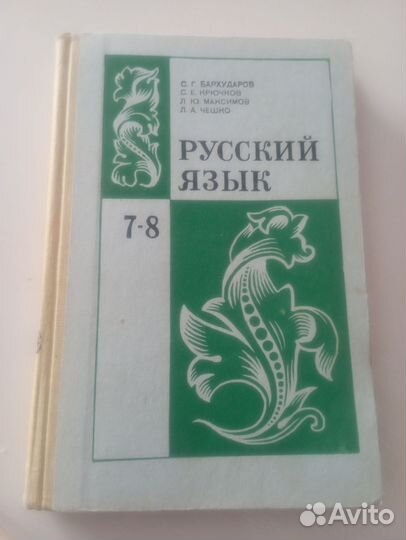 С. Г. БАРХУДАРОВ
С. Е. КРЮЧКОВ
Л. Ю. МАКСИМОВ
Л. А. ЧЕШКО
РУССКИЙ
ЯЗЫК
7-8
Avito